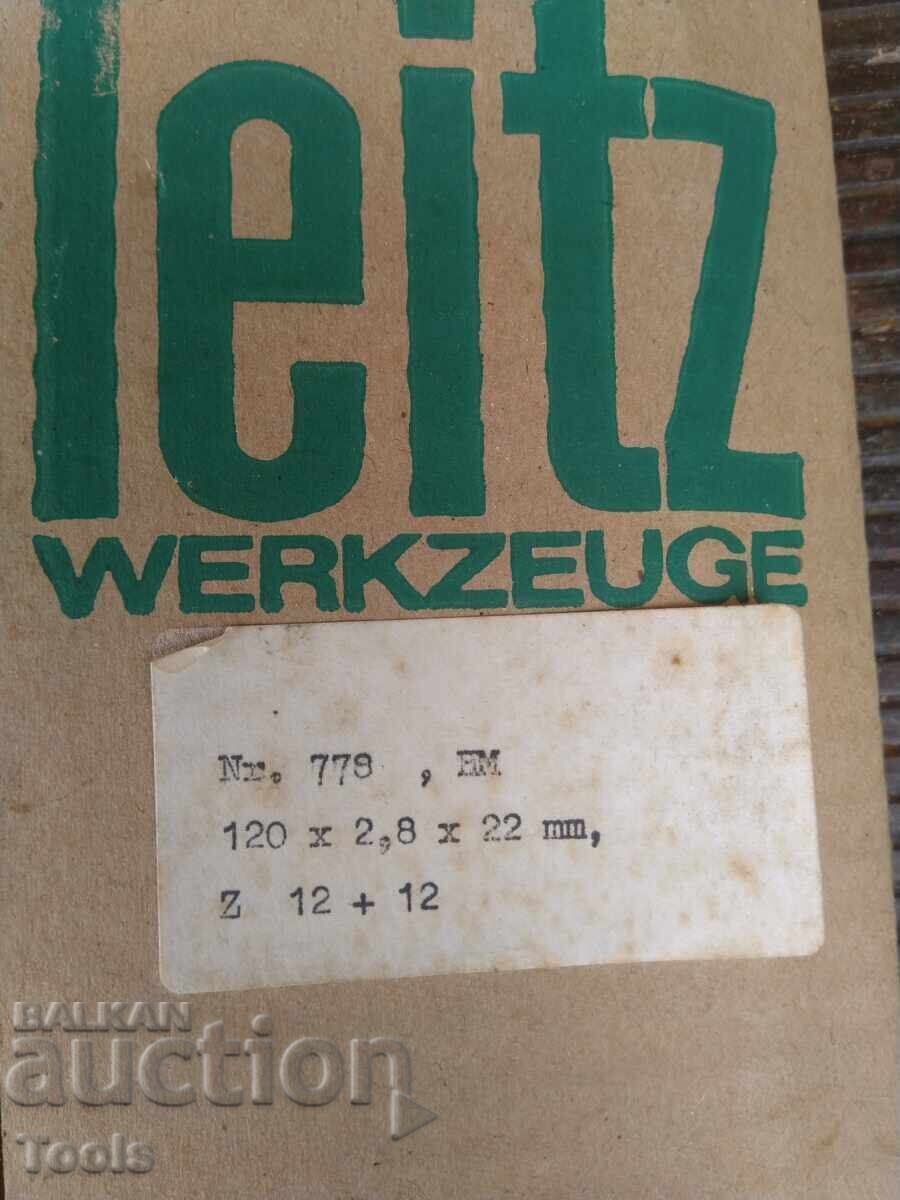 leitz
WERKZEUGE
Nr. 778 , HM
120 x 2,8 x 22 mm,
Z 12 + 12
BALKAN
auction
Tools